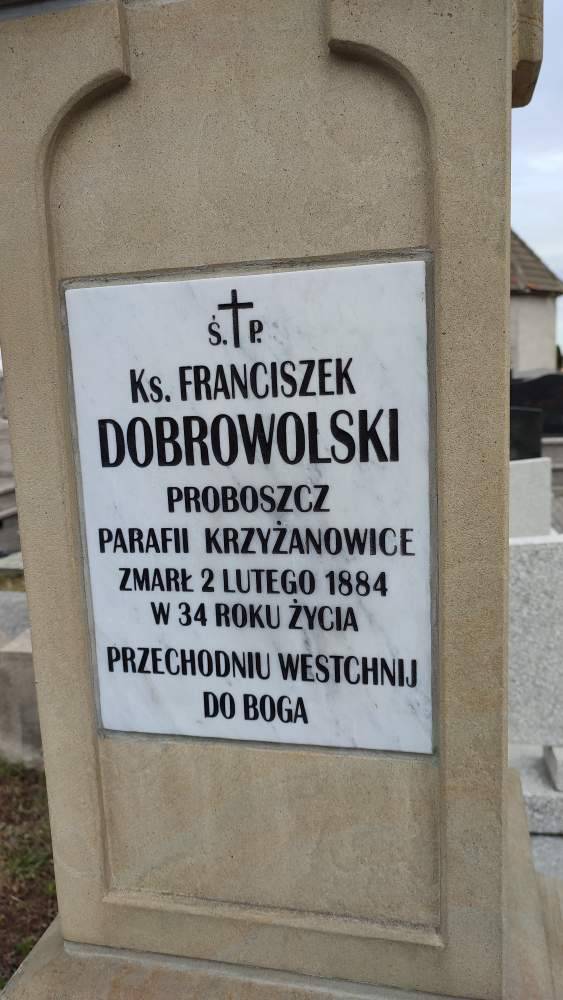 Ś. P.
Ks. FRANCISZEK
DOBROWOLSKI
PROBOSZCZ
PARAFII KRZYŻANOWICE
ZMARŁ 2 LUTEGO 1884
W 34 ROKU ŻYCIA
PRZECHODNIU WESTCHNIJ
DO BOGA